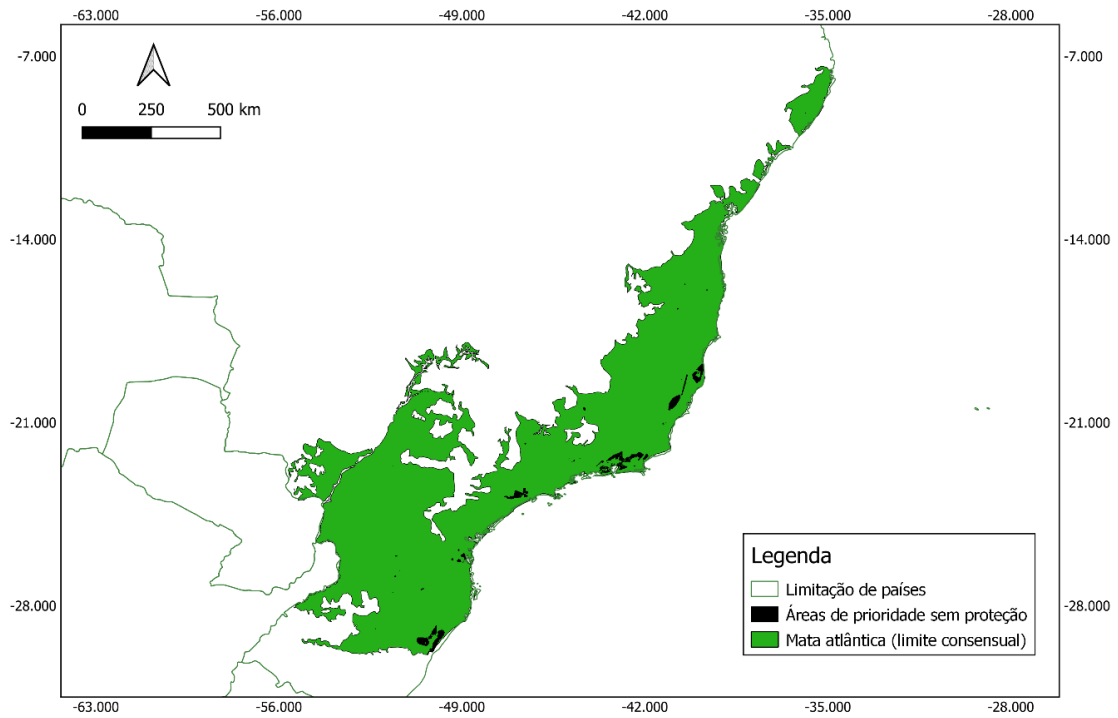 -63.000 -56.000 -49.000 -42.000 -35.000 -28.000
-7.000 -7.000
0 250 500 km
-14.000 -14.000
-21.000 -21.000
Legenda
Limitação de países
-28.000 Áreas de prioridade sem proteção -28.000
Mata atlântica (limite consensual)
-63.000 -56.000 -49.000 -42.000 -35.000 -28.000